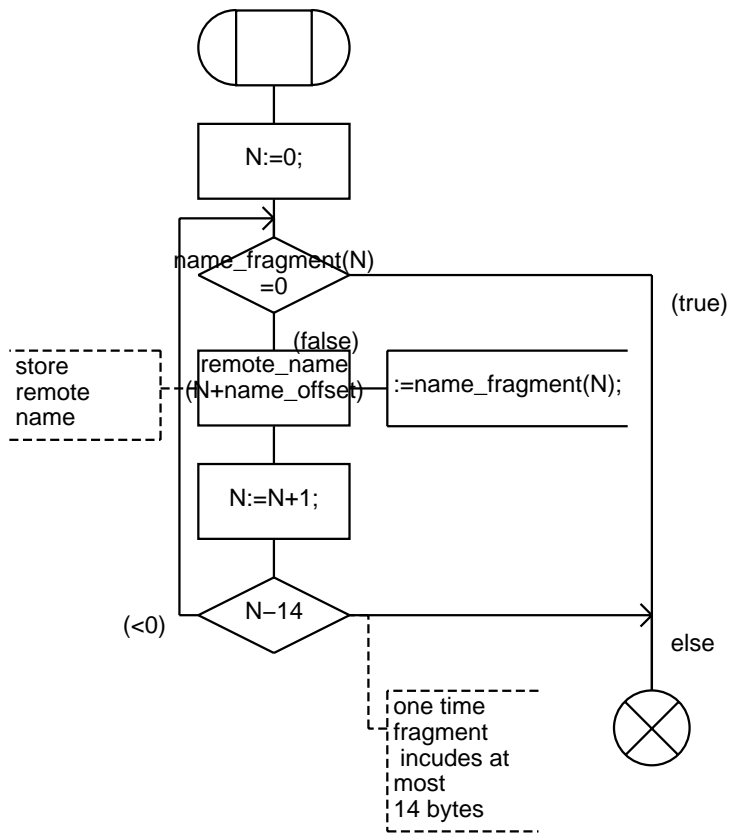 N:=0;
name_fragment(N)
=0
(true)
(false)
store
remote
name
remote_name
(N+name_offset)
:=name_fragment(N);
N:=N+1;
N−14
(<0)
else
one time
fragment
incudes at
most
14 bytes